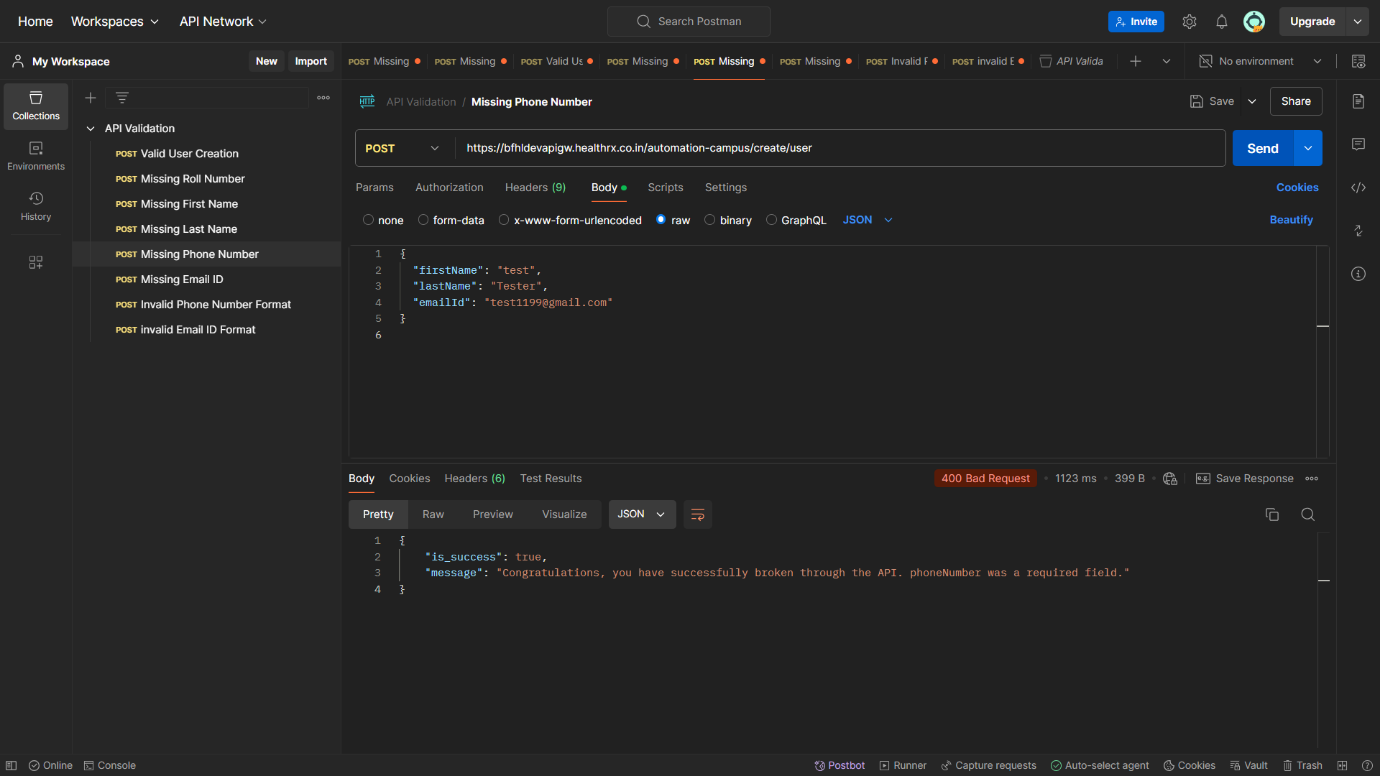 Home Workspaces API Network Search Postman Invite Upgrade
My Workspace New Import POST Missing POST Missing POST Valid Us POST Missing POST Missing POST Missing POST Invalid F POST invalid E API Valida No environment
Collections
Environments
History
API Validation
POST Valid User Creation
POST Missing Roll Number
POST Missing First Name
POST Missing Last Name
POST Missing Phone Number
POST Missing Email ID
POST Invalid Phone Number Format
POST invalid Email ID Format
HTTP API Validation / Missing Phone Number Save Share
POST https://bfhldevapigw.healthrx.co.in/automation-campus/create/user Send
Params Authorization Headers (9) Body Scripts Settings Cookies
none form-data x-www-form-urlencoded raw binary GraphQL JSON Beautify
1 {
2 "firstName": "test",
3 "lastName": "Tester",
4 "emailId": "test1199@gmail.com"
5 }
6
Body Cookies Headers (6) Test Results 400 Bad Request 1123 ms 399 B e.g. Save Response
Pretty Raw Preview Visualize JSON
1 {
2 "is_success": true,
3 "message": "Congratulations, you have successfully broken through the API. phoneNumber was a required field."
4 }
Online Console Postbot Runner Capture requests Auto-select agent Cookies Vault Trash